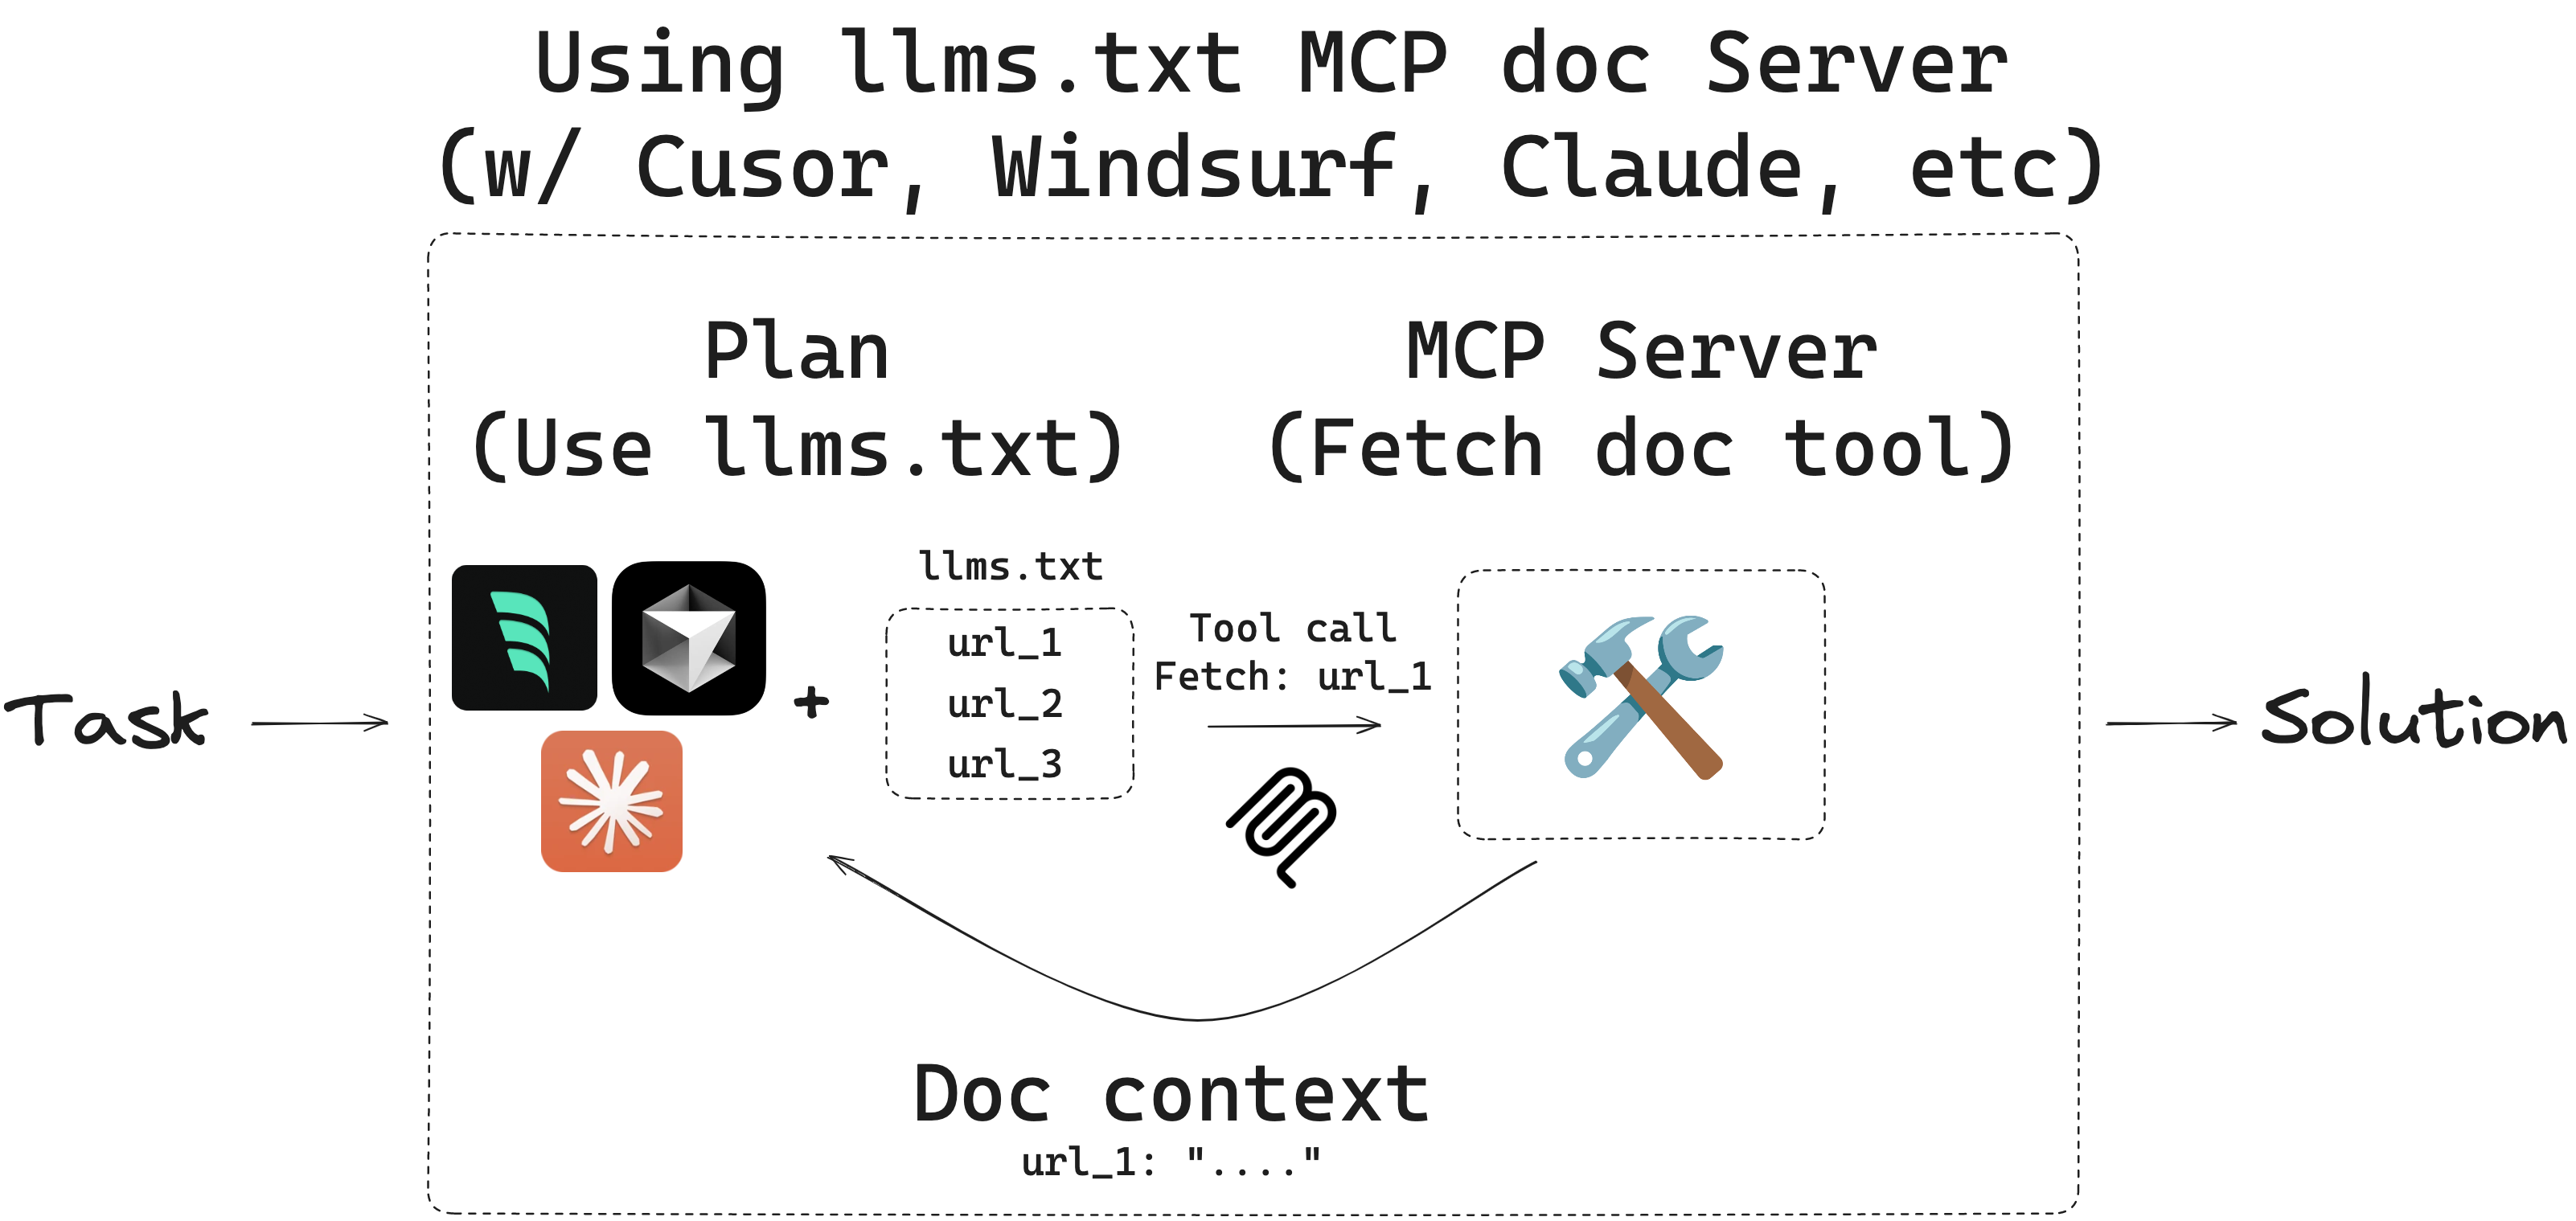 Using llms.txt MCP doc Server
(w/ Cusor, Windsurf, Claude, etc)
Plan
(Use llms.txt)
MCP Server
(Fetch doc tool)
Task
llms.txt
url_1
url_2
url_3
+
Tool call
Fetch: url_1
Solution
Doc context
url_1: "...."